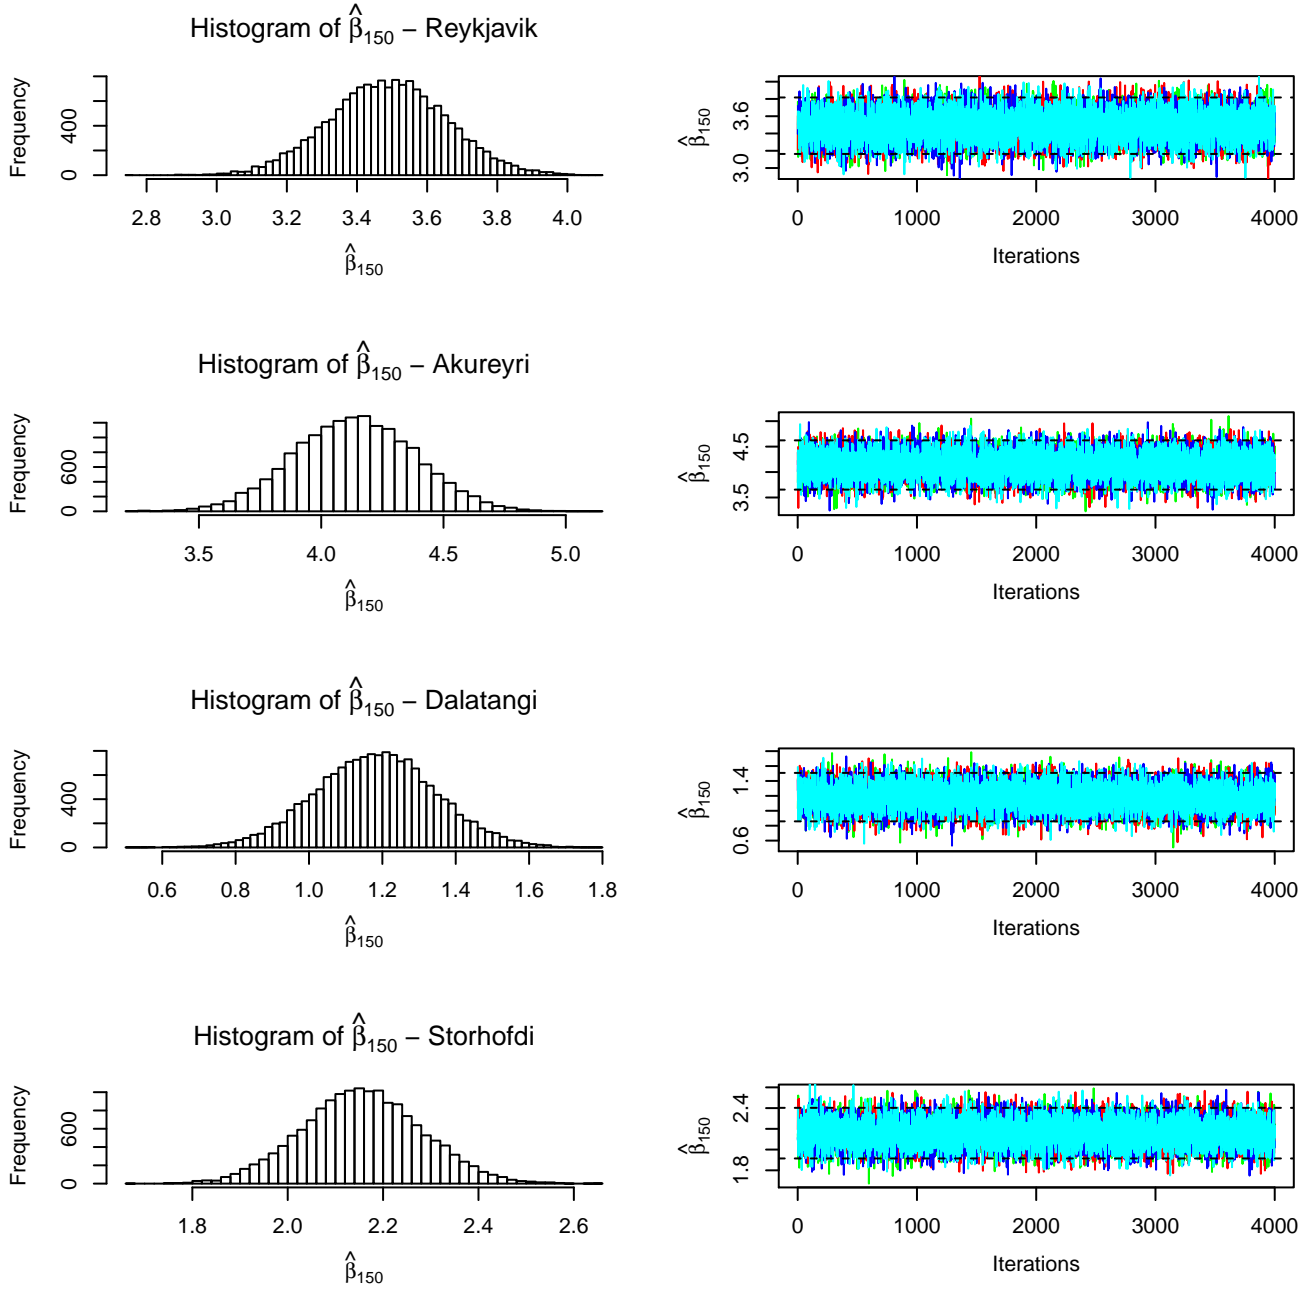 Histogram of β̂₁₅₀ – Reykjavik
Frequency
0 400
2.8 3.0 3.2 3.4 3.6 3.8 4.0
β̂₁₅₀
β̂₁₅₀
3.0 3.6
0 1000 2000 3000 4000
Iterations
Histogram of β̂₁₅₀ – Akureyri
Frequency
0 600
3.5 4.0 4.5 5.0
β̂₁₅₀
β̂₁₅₀
3.5 4.5
0 1000 2000 3000 4000
Iterations
Histogram of β̂₁₅₀ – Dalatangi
Frequency
0 400
0.6 0.8 1.0 1.2 1.4 1.6 1.8
β̂₁₅₀
β̂₁₅₀
0.6 1.4
0 1000 2000 3000 4000
Iterations
Histogram of β̂₁₅₀ – Storhofdi
Frequency
0 600
1.8 2.0 2.2 2.4 2.6
β̂₁₅₀
β̂₁₅₀
1.8 2.4
0 1000 2000 3000 4000
Iterations